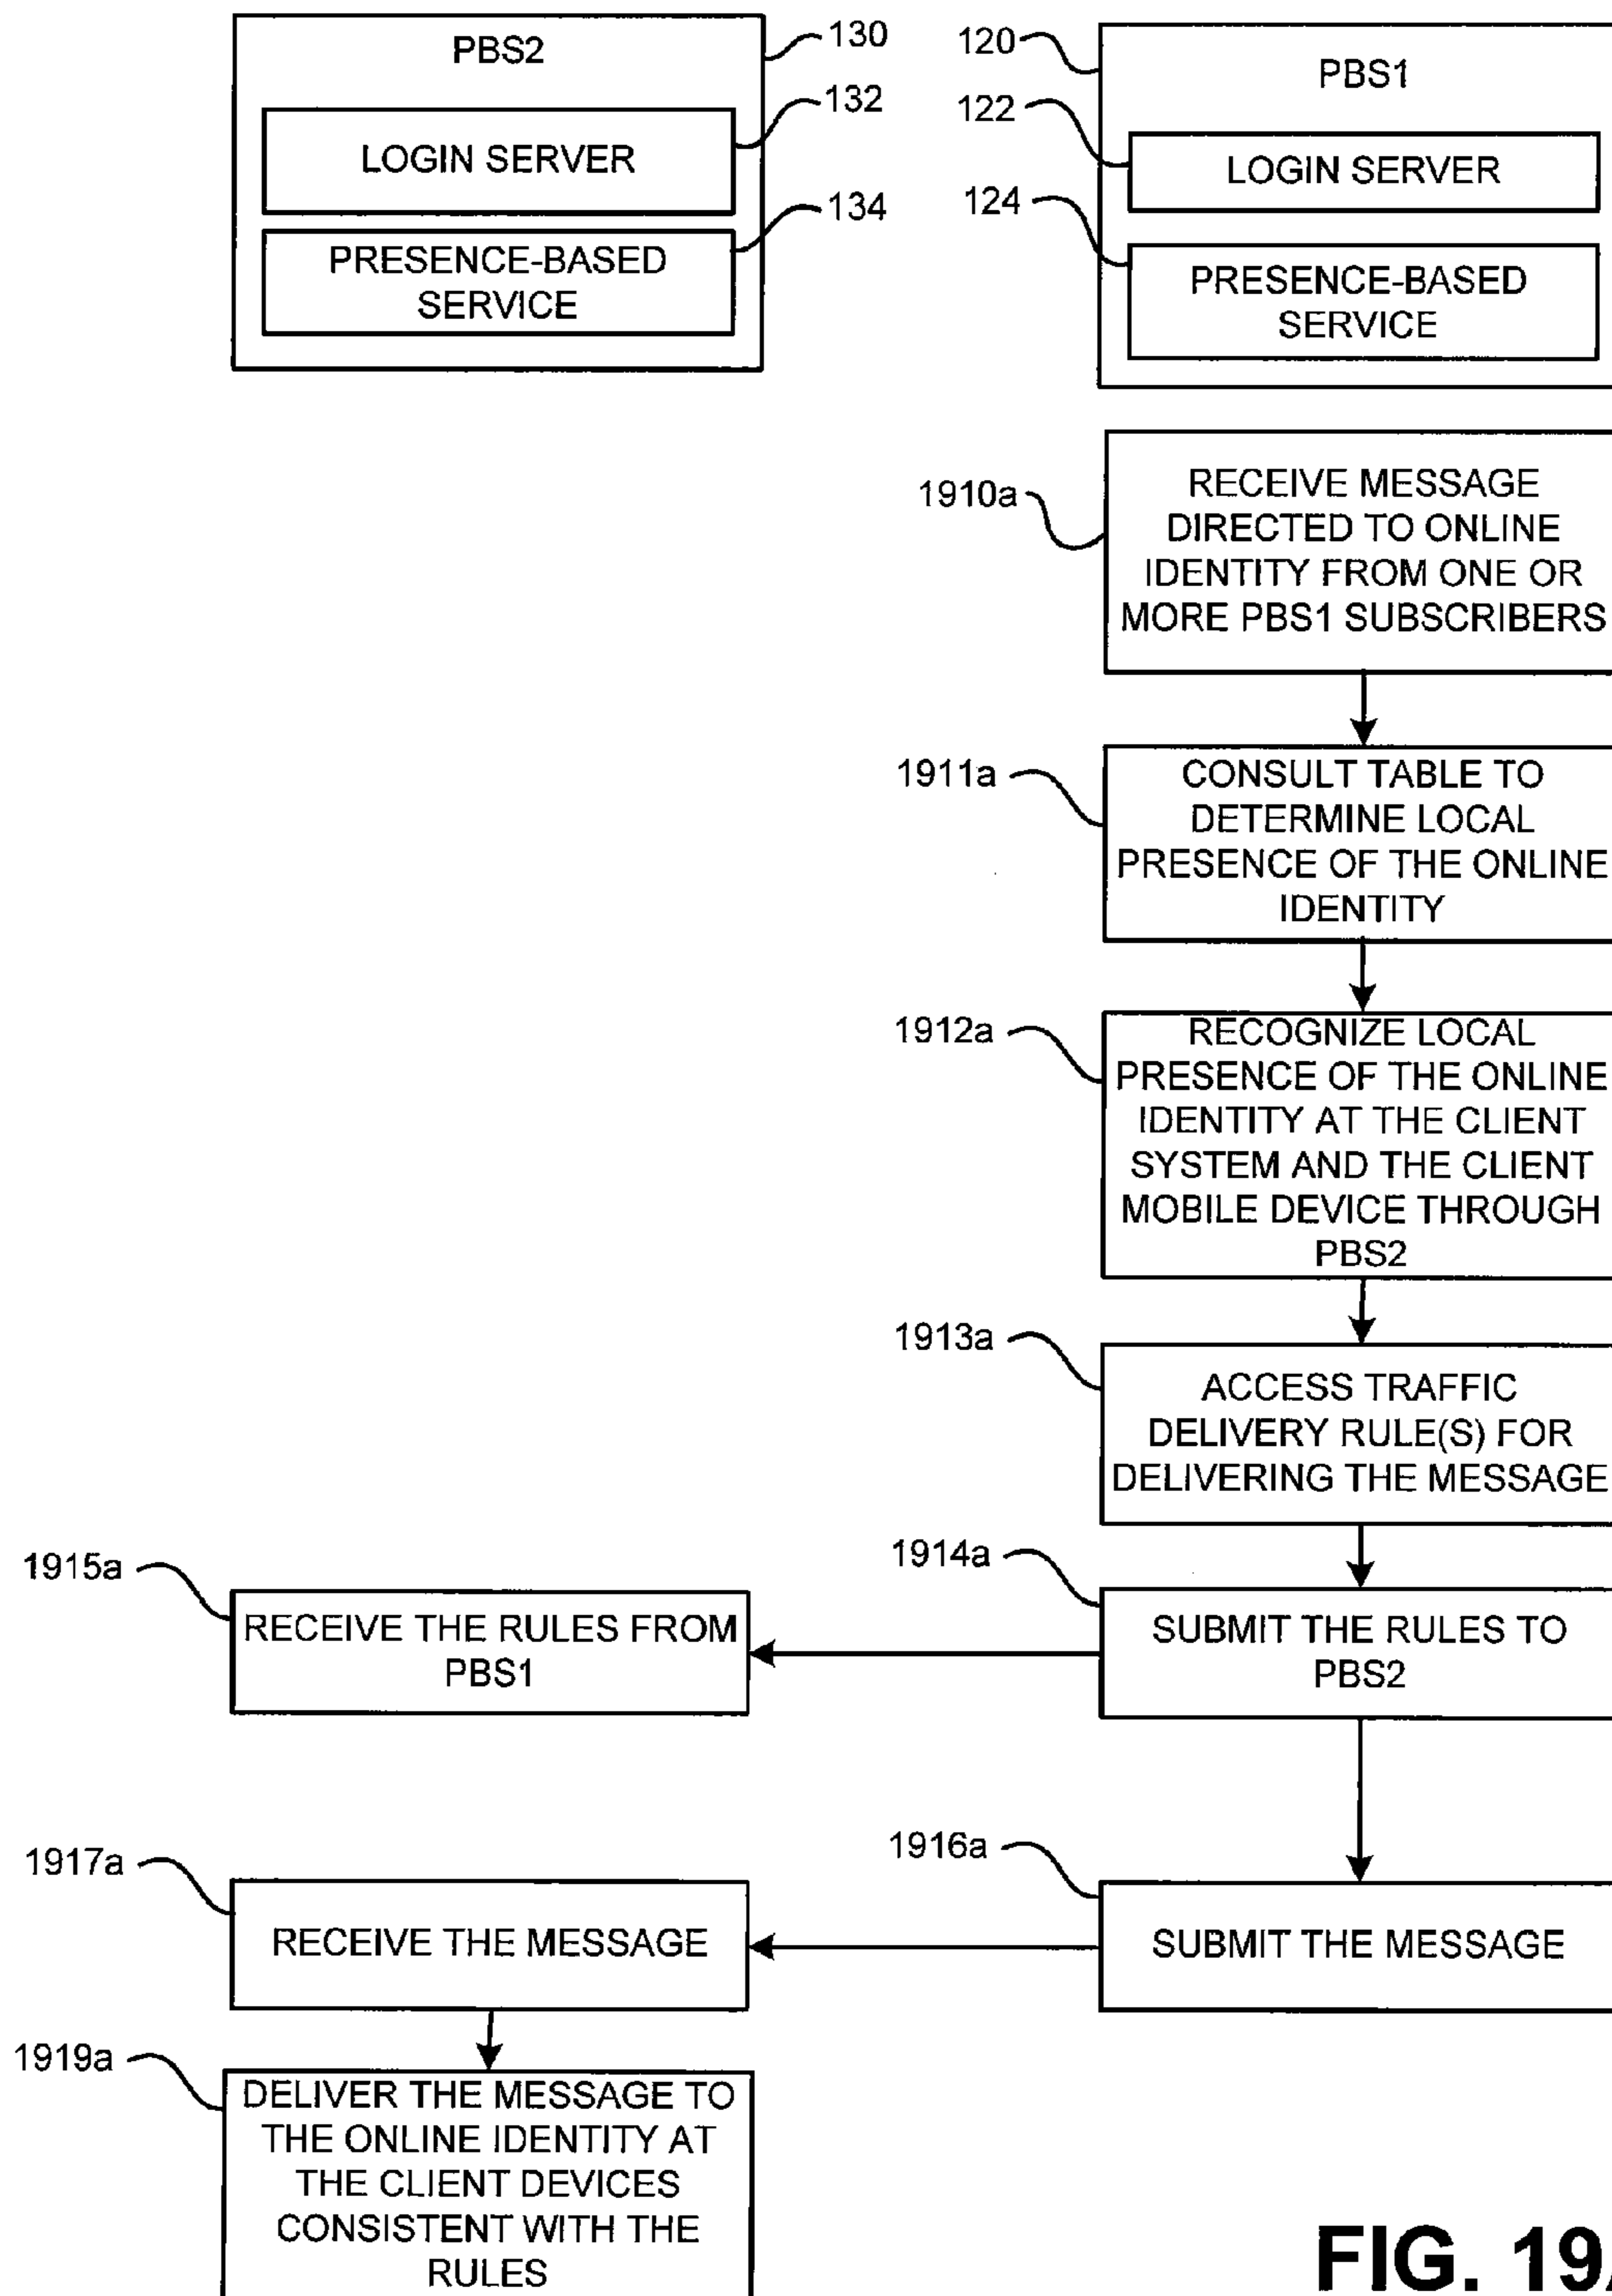 PBS2
130
LOGIN SERVER
132
PRESENCE-BASED
SERVICE
134
120
PBS1
122
LOGIN SERVER
124
PRESENCE-BASED
SERVICE
1910a
RECEIVE MESSAGE
DIRECTED TO ONLINE
IDENTITY FROM ONE OR
MORE PBS1 SUBSCRIBERS
1911a
CONSULT TABLE TO
DETERMINE LOCAL
PRESENCE OF THE ONLINE
IDENTITY
1912a
RECOGNIZE LOCAL
PRESENCE OF THE ONLINE
IDENTITY AT THE CLIENT
SYSTEM AND THE CLIENT
MOBILE DEVICE THROUGH
PBS2
1913a
ACCESS TRAFFIC
DELIVERY RULE(S) FOR
DELIVERING THE MESSAGE
1914a
SUBMIT THE RULES TO
PBS2
1915a
RECEIVE THE RULES FROM
PBS1
1916a
SUBMIT THE MESSAGE
1917a
RECEIVE THE MESSAGE
1919a
DELIVER THE MESSAGE TO
THE ONLINE IDENTITY AT
THE CLIENT DEVICES
CONSISTENT WITH THE
RULES
FIG. 19